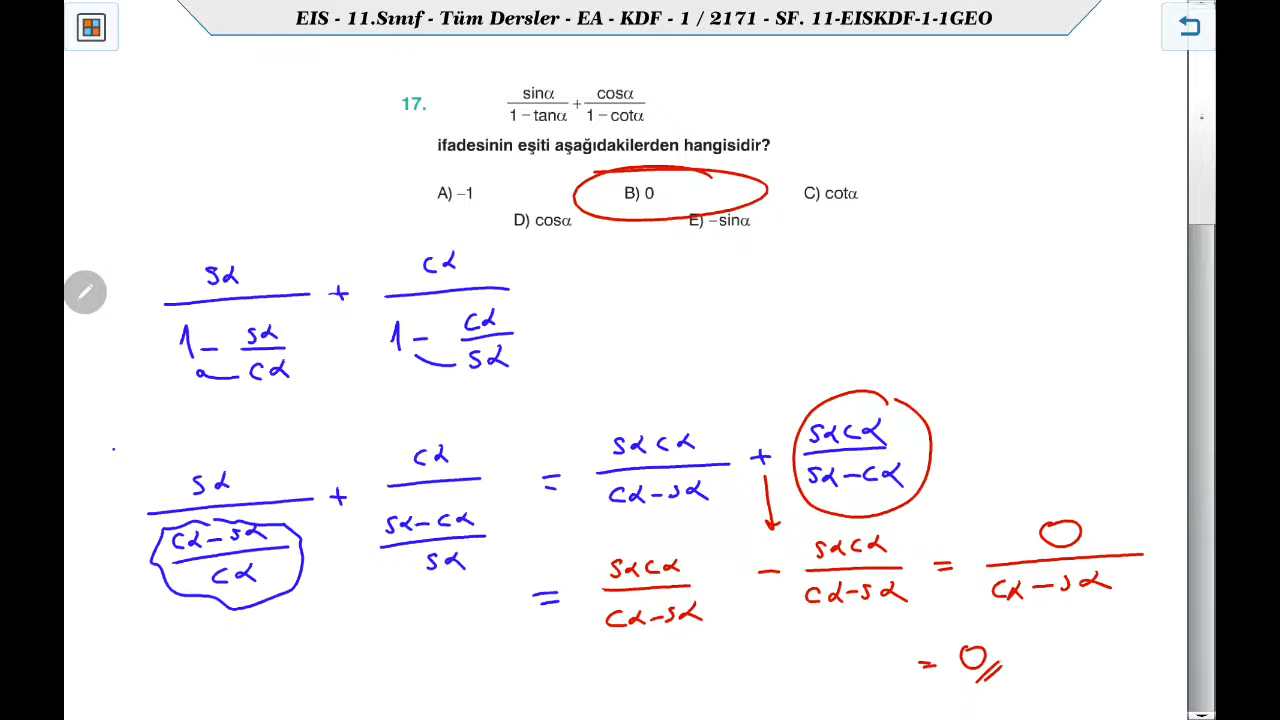 EIS - 11.Sınıf - Tüm Dersler - EA - KDF - 1 / 2171 - SF. 11-EISKDF-1-1GEO
17. sinα/(1 – tanα) + cosα/(1 – cotα)
ifadesinin eşiti aşağıdakilerden hangisidir?
A) –1 B) 0 C) cotα
D) cosα E) –sinα
sα/(1 – sα/cα) + cα/(1 – cα/sα)
sα/((cα – sα)/cα) + cα/((sα – cα)/sα) = sαcα/(cα – sα) + sαcα/(sα – cα)
= sαcα/(cα – sα) – sαcα/(cα – sα) = 0/(cα – sα)
= 0